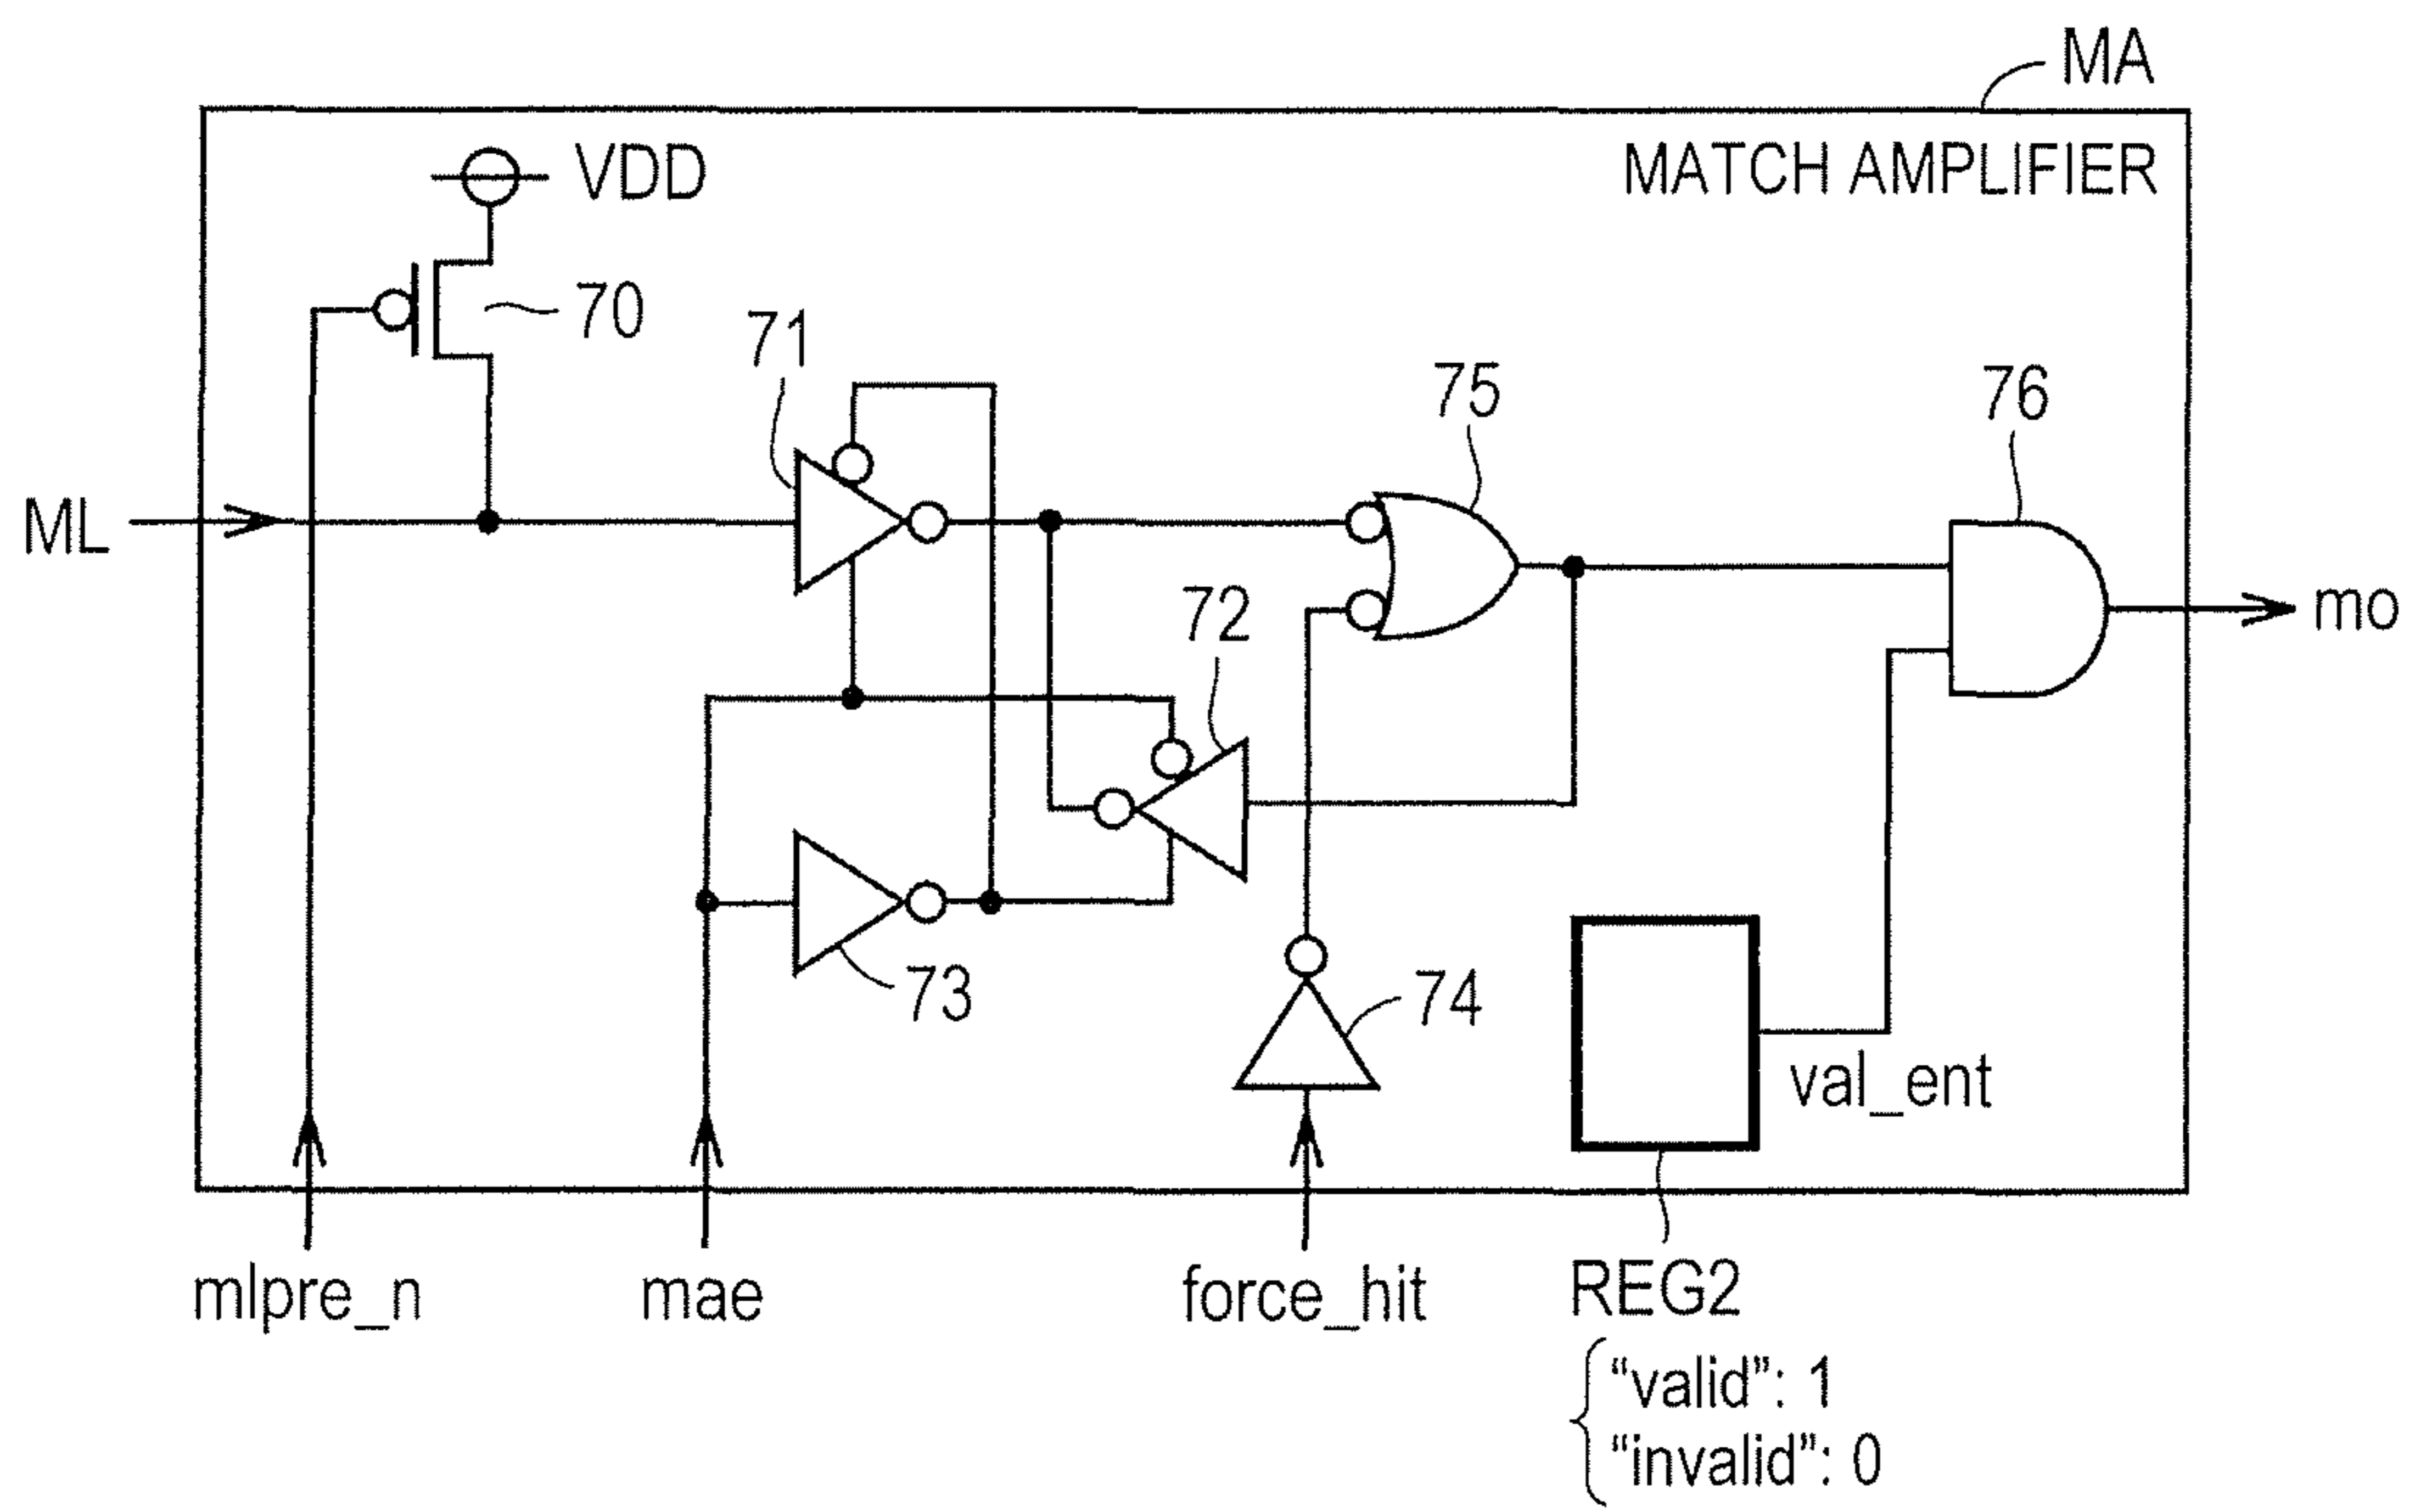 MA
MATCH AMPLIFIER
VDD
70
71
75
76
ML
72
mo
73
74
val_ent
mlpre_n
mae
force_hit
REG2
“valid”: 1
“invalid”: 0